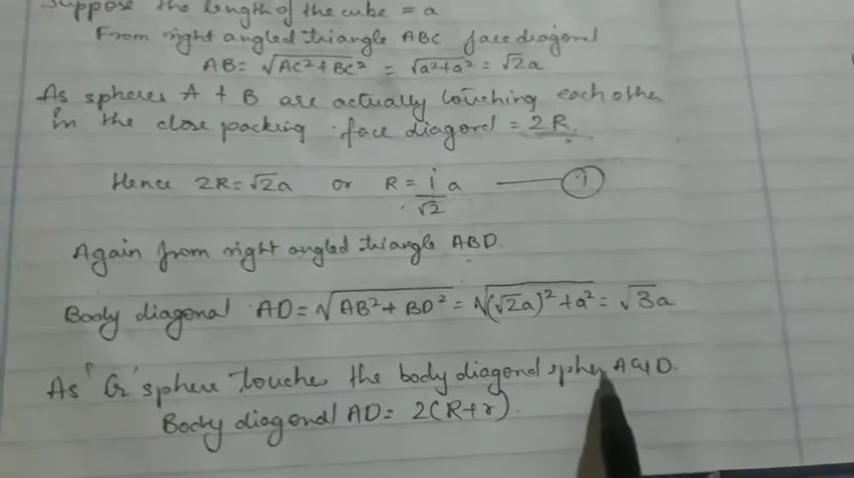 Suppose the length of the cube = a
From right angled triangle ABC face diagonal
AB = √AC²+BC² = √a²+a² = √2a
As spheres A + B are actually touching each othe
in the close packing face diagonal = 2R.
Hence 2R = √2a or R = 1/√2 a — ①
Again from right angled triangle ABD.
Body diagonal AD = √AB²+BD² = √(√2a)²+a² = √3a
As 'G' sphere touches the body diagonal A D.
Body diagonal AD = 2(R+r).